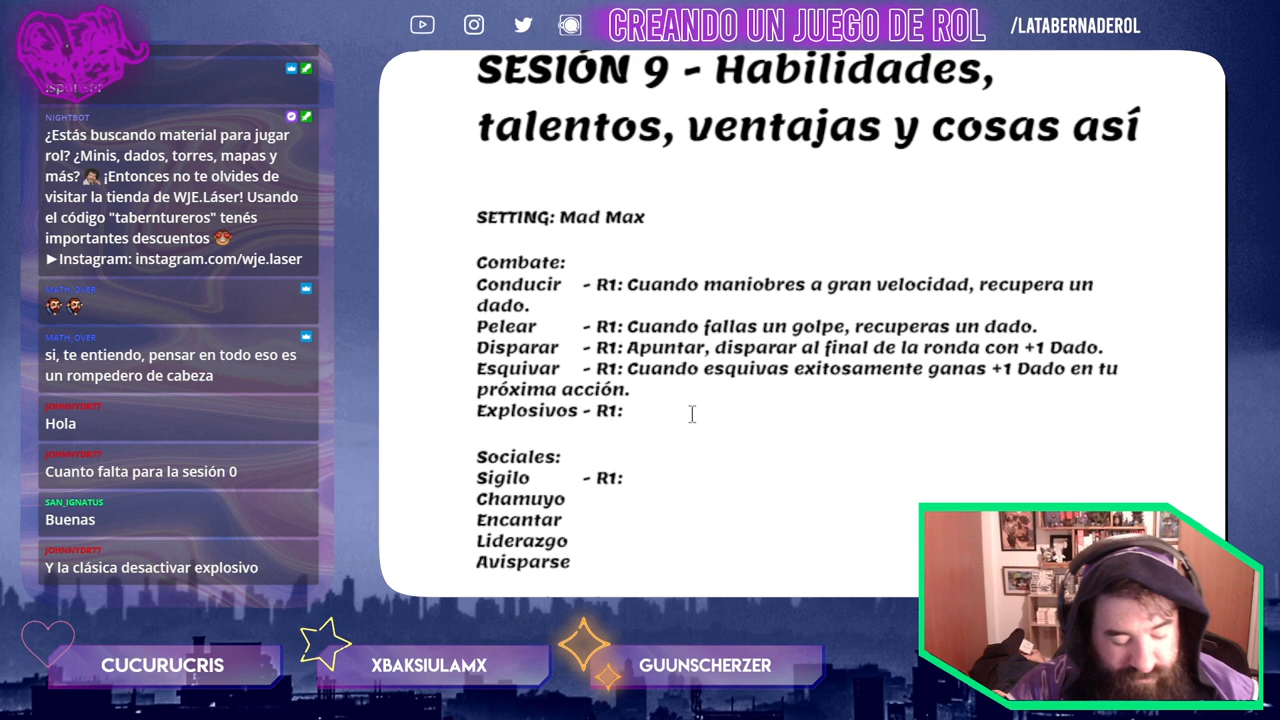 CREANDO UN JUEGO DE ROL
/LATABERNADEROL
!sponsor
NIGHTBOT
¿Estás buscando material para jugar
rol? ¿Minis, dados, torres, mapas y
más? ¡Entonces no te olvides de
visitar la tienda de WJE.Láser! Usando
el código "taberntureros" tenés
importantes descuentos
►Instagram: instagram.com/wje.laser
MATH_OVER
MATH_OVER
si, te entiendo, pensar en todo eso es
un rompedero de cabeza
JOHNNYDR77
Hola
JOHNNYDR77
Cuanto falta para la sesión 0
SAN_IGNATUS
Buenas
JOHNNYDR77
Y la clásica desactivar explosivo
SESIÓN 9 - Habilidades,
talentos, ventajas y cosas así
SETTING: Mad Max
Combate:
Conducir - R1: Cuando maniobres a gran velocidad, recupera un
dado.
Pelear - R1: Cuando fallas un golpe, recuperas un dado.
Disparar - R1: Apuntar, disparar al final de la ronda con +1 Dado.
Esquivar - R1: Cuando esquivas exitosamente ganas +1 Dado en tu
próxima acción.
Explosivos - R1:
Sociales:
Sigilo - R1:
Chamuyo
Encantar
Liderazgo
Avisparse
CUCURUCRIS
XBAKSIULAMX
GUUNSCHERZER